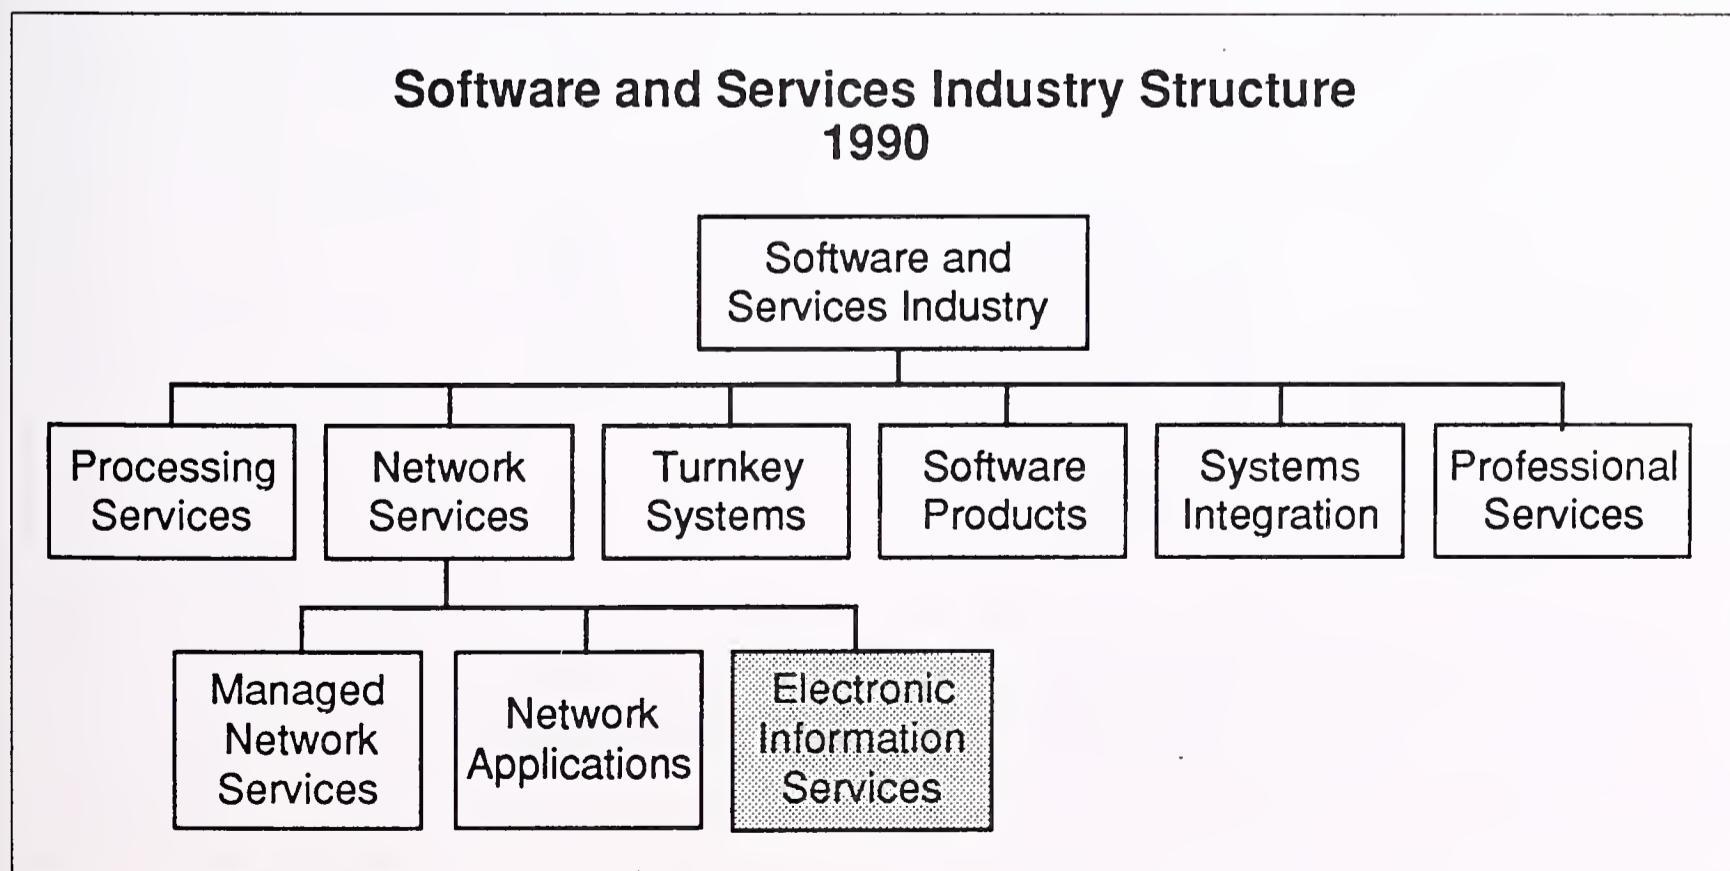 Software and Services Industry Structure
1990
Software and
Services Industry
Processing
Services
Network
Services
Turnkey
Systems
Software
Products
Systems
Integration
Professional
Services
Managed
Network
Services
Network
Applications
Electronic
Information
Services